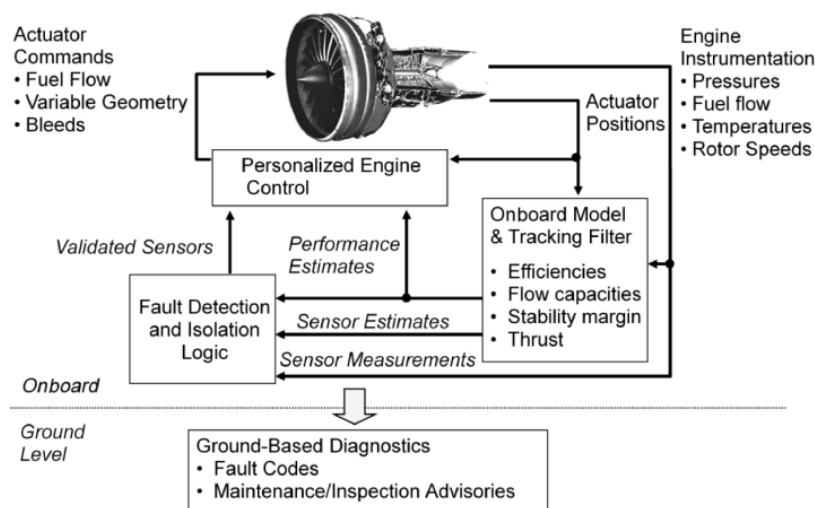 Actuator
Commands
• Fuel Flow
• Variable Geometry
• Bleeds
Engine
Instrumentation
• Pressures
• Fuel flow
• Temperatures
• Rotor Speeds
Actuator
Positions
Personalized Engine
Control
Validated Sensors
Performance
Estimates
Onboard Model
& Tracking Filter
• Efficiencies
• Flow capacities
• Stability margin
• Thrust
Fault Detection
and Isolation
Logic
Sensor Estimates
Sensor Measurements
Onboard
Ground
Level
Ground-Based Diagnostics
• Fault Codes
• Maintenance/Inspection Advisories